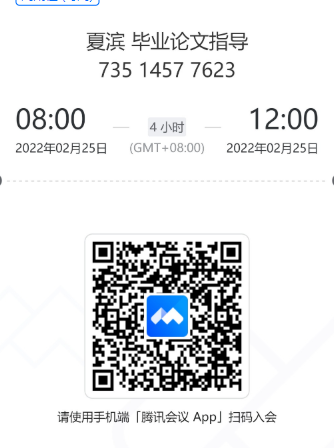 夏滨 毕业论文指导
735 1457 7623
08:00
4 小时
12:00
2022年02月25日
(GMT+08:00)
2022年02月25日
请使用手机端「腾讯会议 App」扫码入会